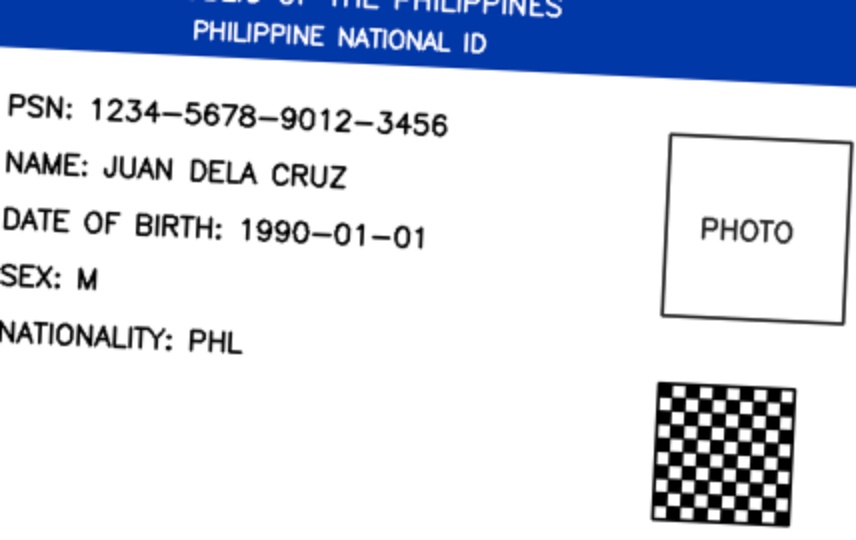 OF THE PHILIPPINES
PHILIPPINE NATIONAL ID
PSN: 1234-5678-9012-3456
NAME: JUAN DELA CRUZ
DATE OF BIRTH: 1990-01-01
SEX: M
NATIONALITY: PHL
PHOTO